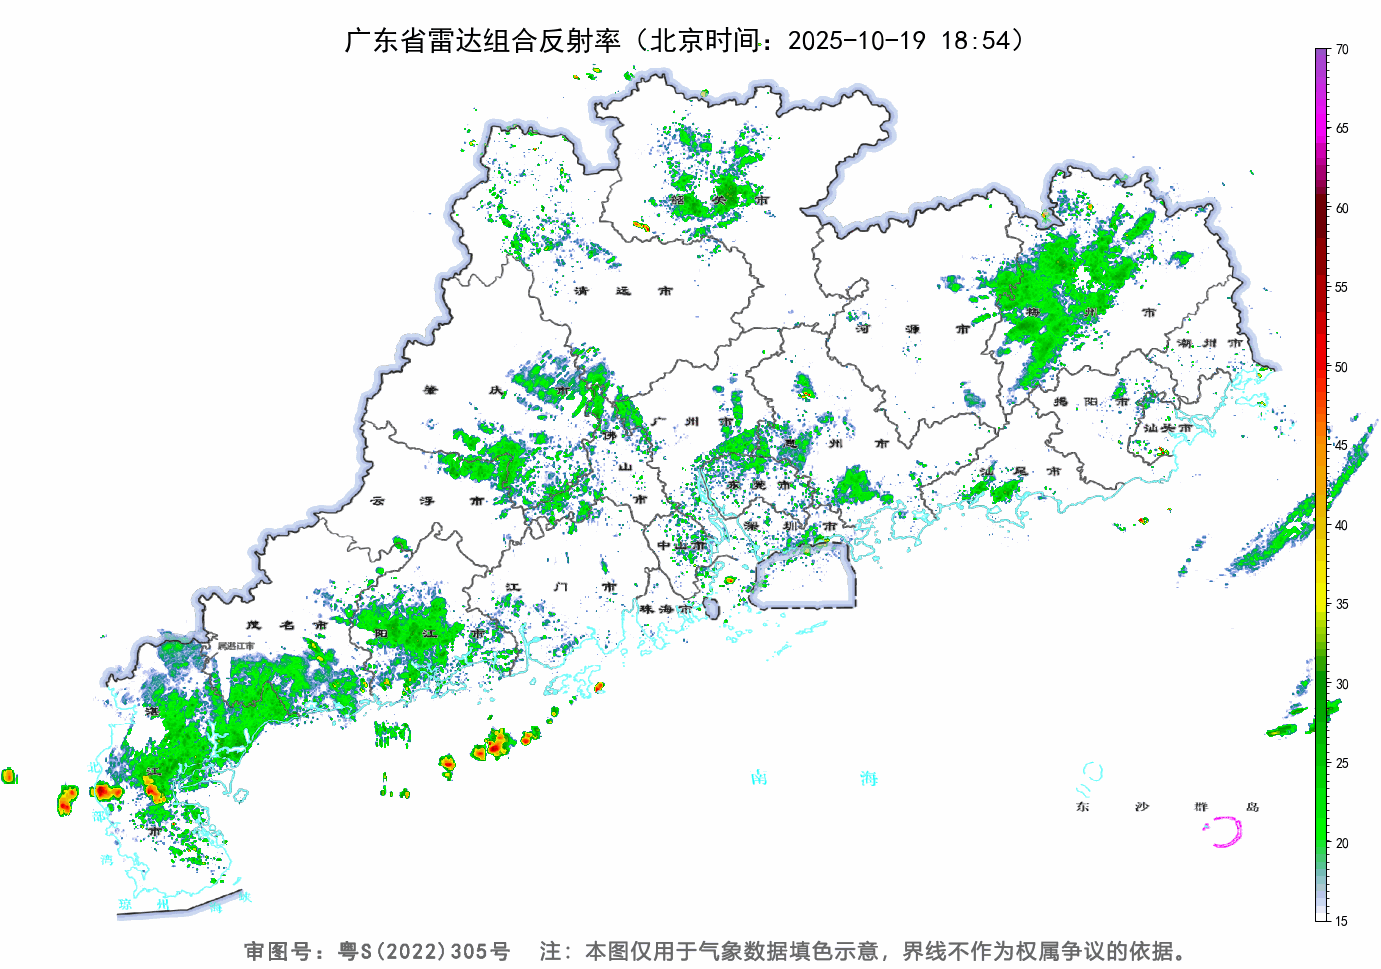 广东省雷达组合反射率（北京时间：2025-10-19 18:54）
70
65
60
55
50
45
40
35
30
25
20
15
韶 关 市
清 远 市
梅 州 市
河 源 市
潮 州 市
肇 庆 市
揭 阳 市
广 州 市
汕头市
佛 山 市
惠 州 市
云 浮 市
东 莞 市
汕 尾 市
深 圳 市
中山市
江 门 市
珠海市
茂 名 市
阳 江 市
属湛江市
湛 江 市
北 部 湾
南 海
东 沙 群 岛
琼 州 海 峡
审图号：粤S(2022)305号 注：本图仅用于气象数据填色示意，界线不作为权属争议的依据。